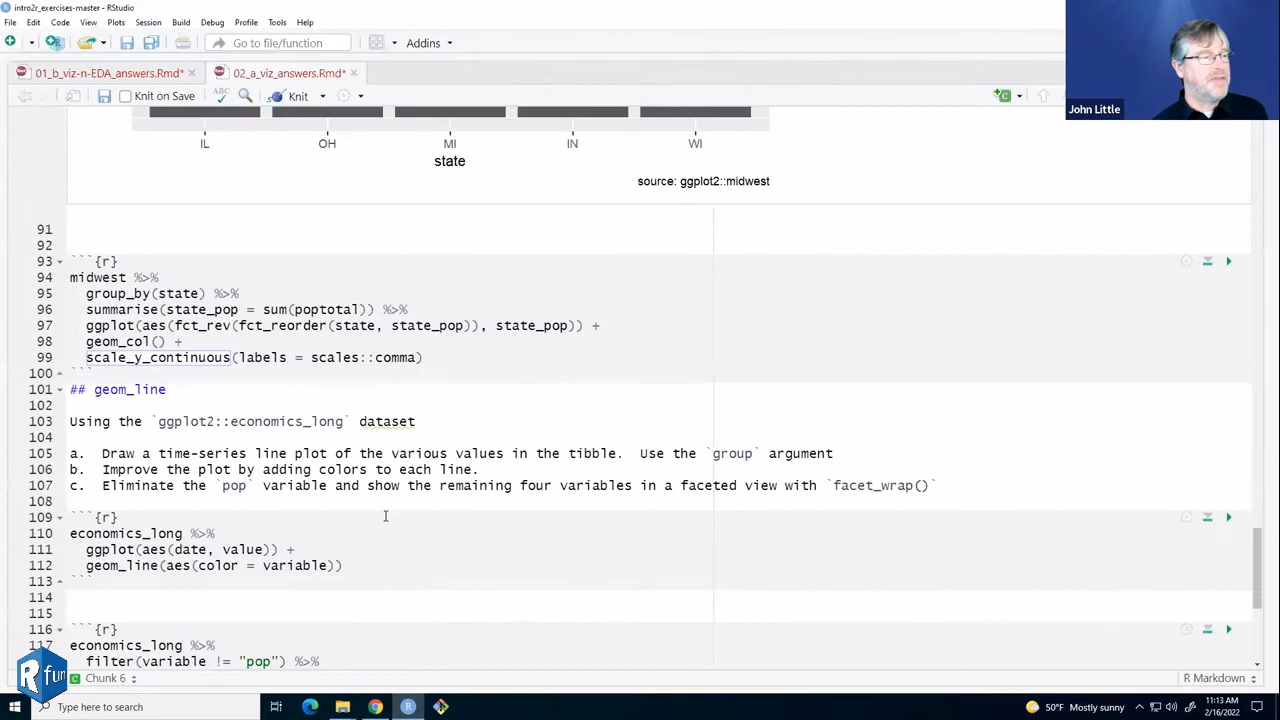 intro2r_exercises-master - RStudio
File Edit Code View Plots Session Build Debug Profile Tools Help
Go to file/function Addins
01_b_viz-n-EDA_answers.Rmd* 02_a_viz_answers.Rmd*
Knit on Save ABC Knit
John Little
IL OH MI IN WI
state
source: ggplot2::midwest
91
92
93 ```{r}
94 midwest %>%
95 group_by(state) %>%
96 summarise(state_pop = sum(poptotal)) %>%
97 ggplot(aes(fct_rev(fct_reorder(state, state_pop)), state_pop)) +
98 geom_col() +
99 scale_y_continuous(labels = scales::comma)
100 ```
101 ## geom_line
102
103 Using the `ggplot2::economics_long` dataset
104
105 a. Draw a time-series line plot of the various values in the tibble. Use the `group` argument
106 b. Improve the plot by adding colors to each line.
107 c. Eliminate the `pop` variable and show the remaining four variables in a faceted view with `facet_wrap()`
108
109 ```{r}
110 economics_long %>%
111 ggplot(aes(date, value)) +
112 geom_line(aes(color = variable))
113 ```
114
115
116 ```{r}
117 economics_long %>%
filter(variable != "pop") %>%
R fun
Chunk 6 R Markdown
Type here to search 50°F Mostly sunny 11:13 AM
2/16/2022